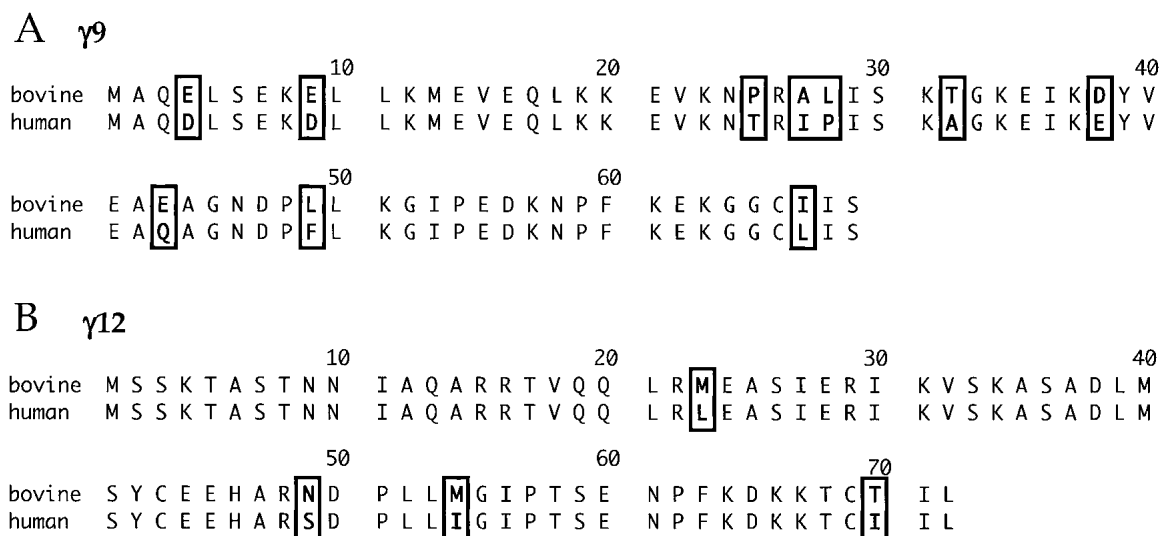 A γ9
10 20 30 40
bovine M A Q E L S E K E L L K M E V E Q L K K E V K N P R A L I S K T G K E I K D Y V
human M A Q D L S E K D L L K M E V E Q L K K E V K N T R I P I S K A G K E I K E Y V
50 60
bovine E A E A G N D P L L K G I P E D K N P F K E K G G C I I S
human E A Q A G N D P F L K G I P E D K N P F K E K G G C L I S
B γ12
10 20 30 40
bovine M S S K T A S T N N I A Q A R R T V Q Q L R M E A S I E R I K V S K A S A D L M
human M S S K T A S T N N I A Q A R R T V Q Q L R L E A S I E R I K V S K A S A D L M
50 60 70
bovine S Y C E E H A R N D P L L M G I P T S E N P F K D K K T C T I L
human S Y C E E H A R S D P L L I G I P T S E N P F K D K K T C I I L